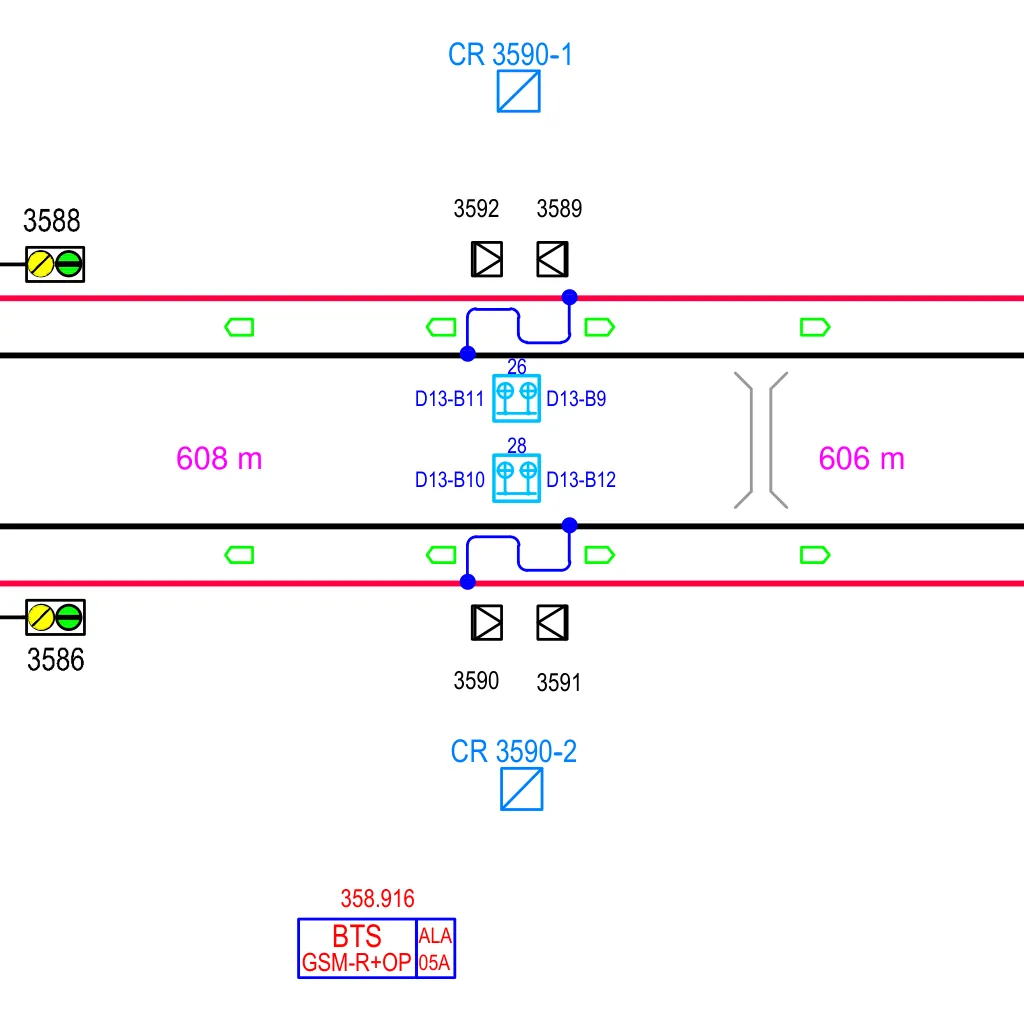 CR 3590-1
3592 3589
3588
26
D13-B11 D13-B9
28
608 m 606 m
D13-B10 D13-B12
3586
3590 3591
CR 3590-2
358.916
BTS ALA
GSM-R+OP 05A